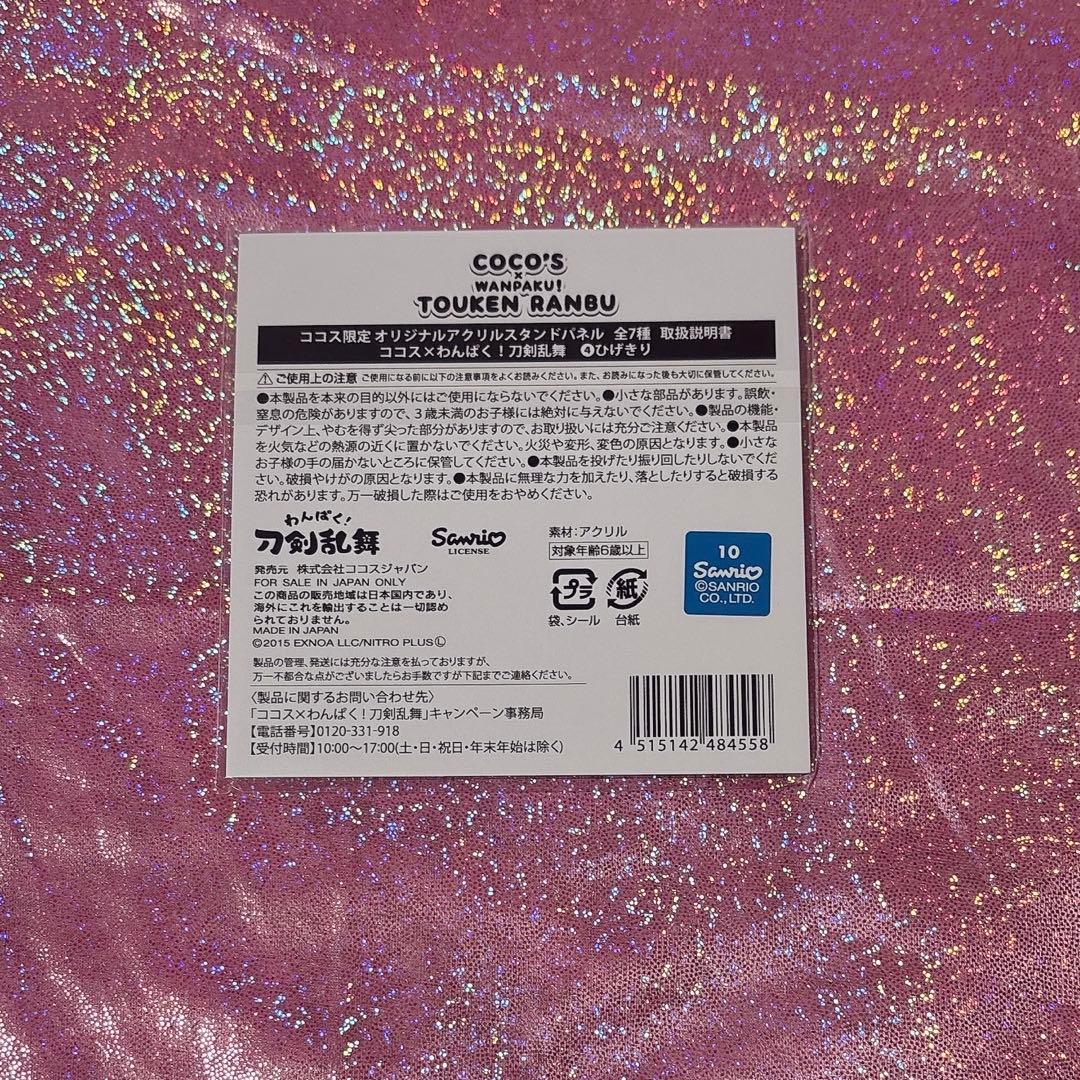 COCO'S
×
WANPAKU!
TOUKEN RANBU
ココス限定 オリジナルアクリルスタンドパネル 全7種 取扱説明書
ココス×わんぱく！刀剣乱舞 ❹ひげきり
⚠ご使用上の注意 ご使用になる前に以下の注意事項をよくお読みください。また、お読みになった後も大切に保管してください。
●本製品を本来の目的以外にはご使用にならないでください。●小さな部品があります。誤飲・
窒息の危険がありますので、3歳未満のお子様には絶対に与えないでください。●製品の機能・
デザイン上、やむを得ず尖った部分がありますので、お取り扱いには充分ご注意ください。●本製品
を火気などの熱源の近くに置かないでください。火災や変形、変色の原因となります。●小さな
お子様の手の届かないところに保管してください。●本製品を投げたり振り回したりしないでくだ
さい。破損やけがの原因となります。●本製品に無理な力を加えたり、落としたりすると破損する
恐れがあります。万一破損した際はご使用をおやめください。
わんぱく！
刀剣乱舞
Sanrio
LICENSE
発売元 株式会社ココスジャパン
FOR SALE IN JAPAN ONLY
この商品の販売地域は日本国内であり、
海外にこれを輸出することは一切認め
られておりません。
MADE IN JAPAN
©2015 EXNOA LLC/NITRO PLUS Ⓛ
素材：アクリル
対象年齢6歳以上
プラ
紙
袋、シール 台紙
10
Sanrio
©SANRIO
CO.,LTD.
製品の管理、発送には充分な注意を払っておりますが、
万一不都合な点がございましたらお手数ですが下記までご連絡ください。
〈製品に関するお問い合わせ先〉
「ココス×わんぱく！刀剣乱舞」キャンペーン事務局
【電話番号】0120-331-918
【受付時間】10:00～17:00(土・日・祝日・年末年始は除く)
4 515142 484558